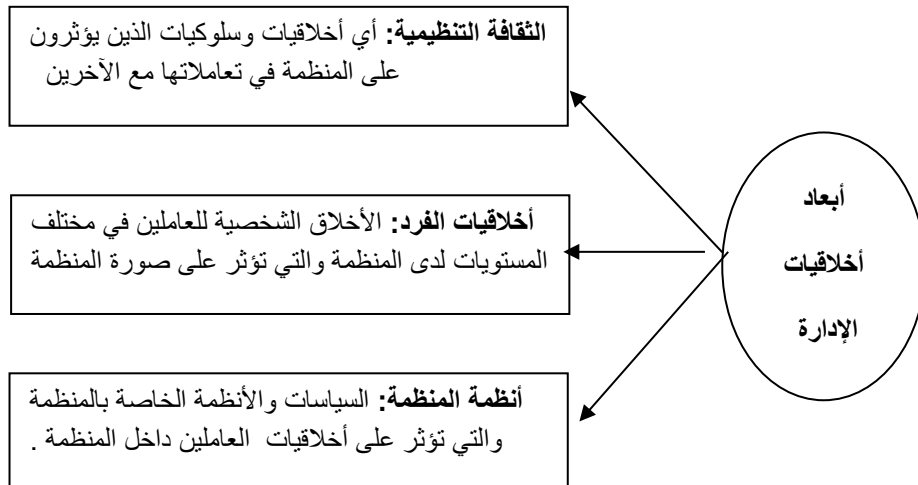 الثقافة التنظيمية: أي أخلاقيات وسلوكيات الذين يؤثرون
على المنظمة في تعاملاتها مع الآخرين
أبعاد
أخلاقيات
الإدارة
أخلاقيات الفرد: الأخلاق الشخصية للعاملين في مختلف
المستويات لدى المنظمة والتي تؤثر على صورة المنظمة
أنظمة المنظمة: السياسات والأنظمة الخاصة بالمنظمة
والتي تؤثر على أخلاقيات العاملين داخل المنظمة .